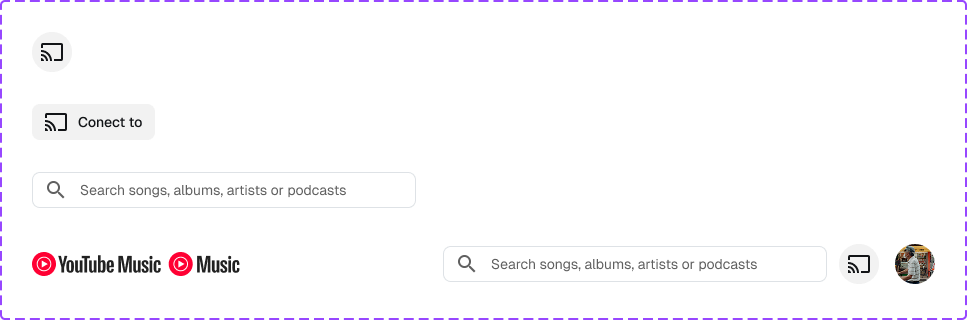 Conect to
Search songs, albums, artists or podcasts
YouTube Music Music Search songs, albums, artists or podcasts